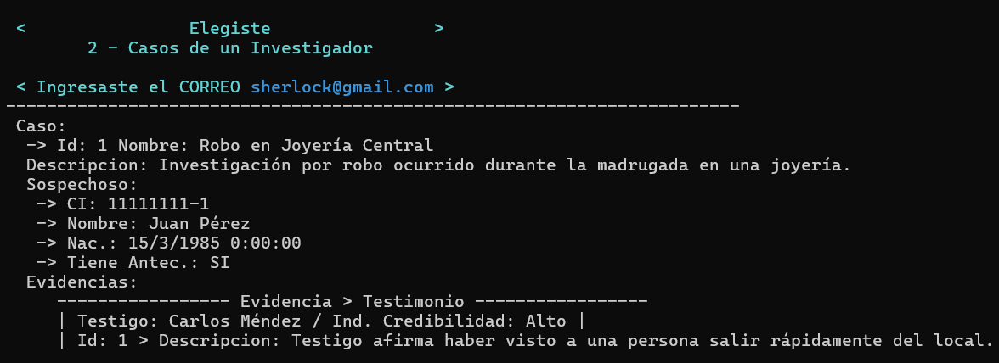 <                Elegiste                >
2 - Casos de un Investigador
< Ingresaste el CORREO sherlock@gmail.com >
------------------------------------------------------------------------
Caso:
-> Id: 1 Nombre: Robo en Joyería Central
Descripcion: Investigación por robo ocurrido durante la madrugada en una joyería.
Sospechoso:
-> CI: 11111111-1
-> Nombre: Juan Pérez
-> Nac.: 15/3/1985 0:00:00
-> Tiene Antec.: SI
Evidencias:
----------------- Evidencia > Testimonio -----------------
| Testigo: Carlos Méndez / Ind. Credibilidad: Alto |
| Id: 1 > Descripcion: Testigo afirma haber visto a una persona salir rápidamente del local.